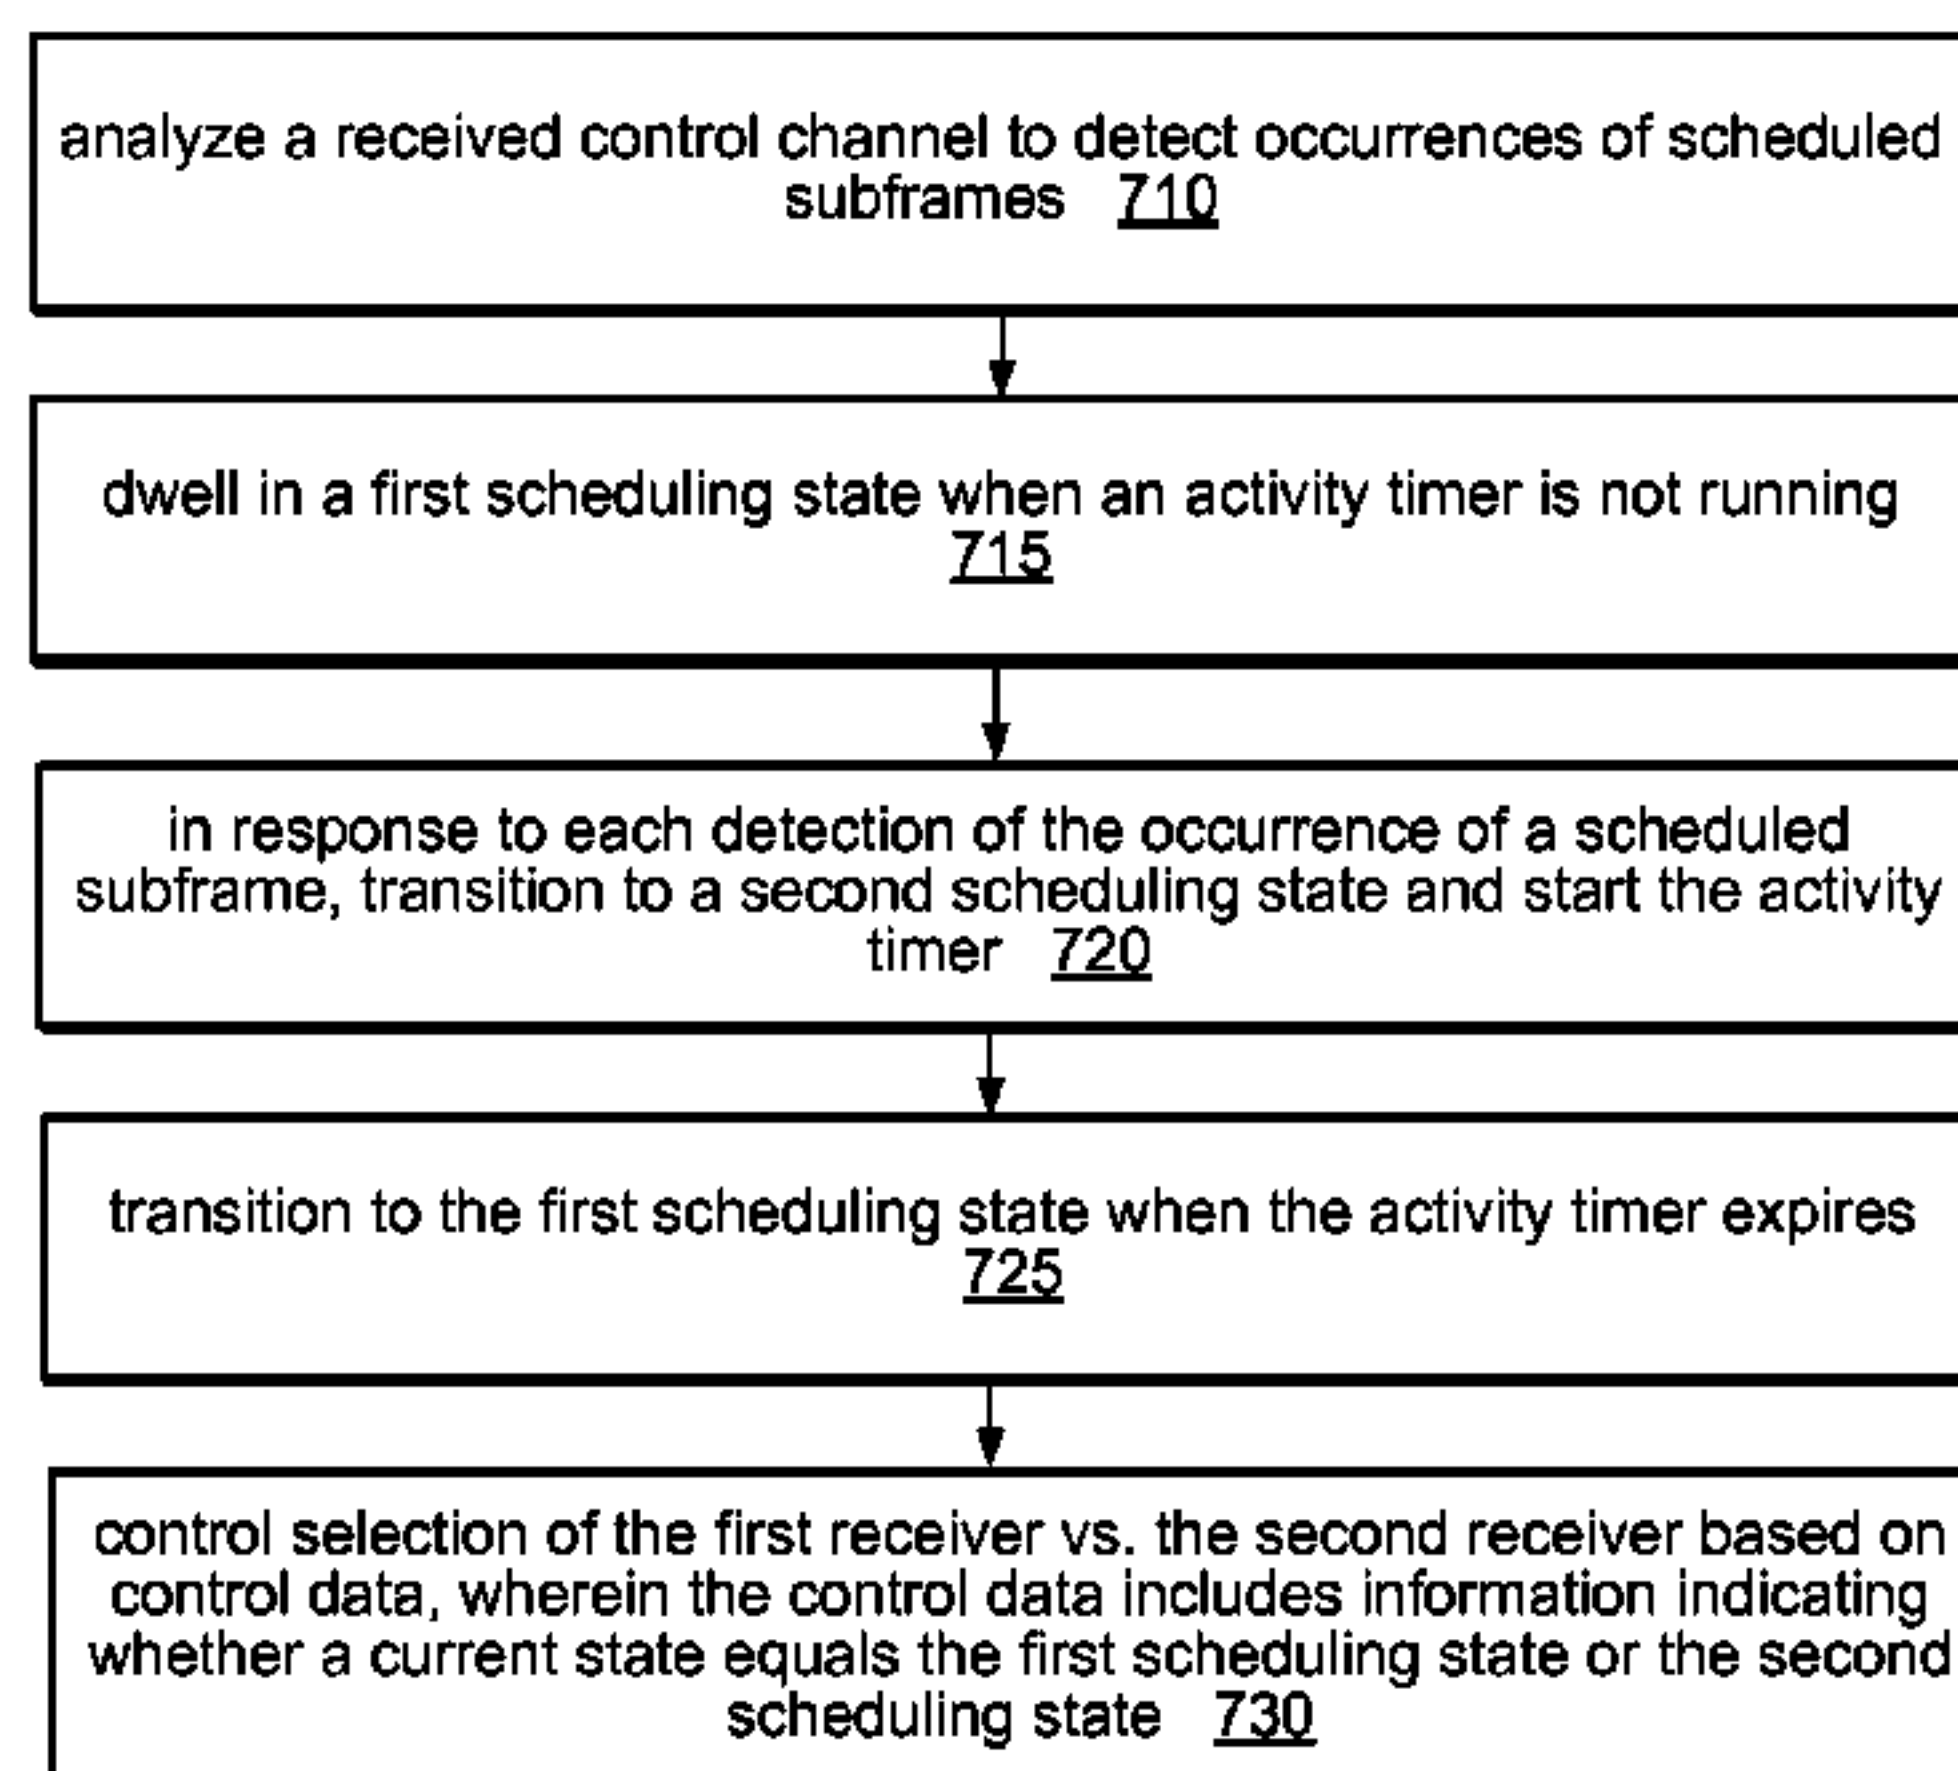 analyze a received control channel to detect occurrences of scheduled
subframes 710
dwell in a first scheduling state when an activity timer is not running
715
in response to each detection of the occurrence of a scheduled
subframe, transition to a second scheduling state and start the activity
timer 720
transition to the first scheduling state when the activity timer expires
725
control selection of the first receiver vs. the second receiver based on
control data, wherein the control data includes information indicating
whether a current state equals the first scheduling state or the second
scheduling state 730